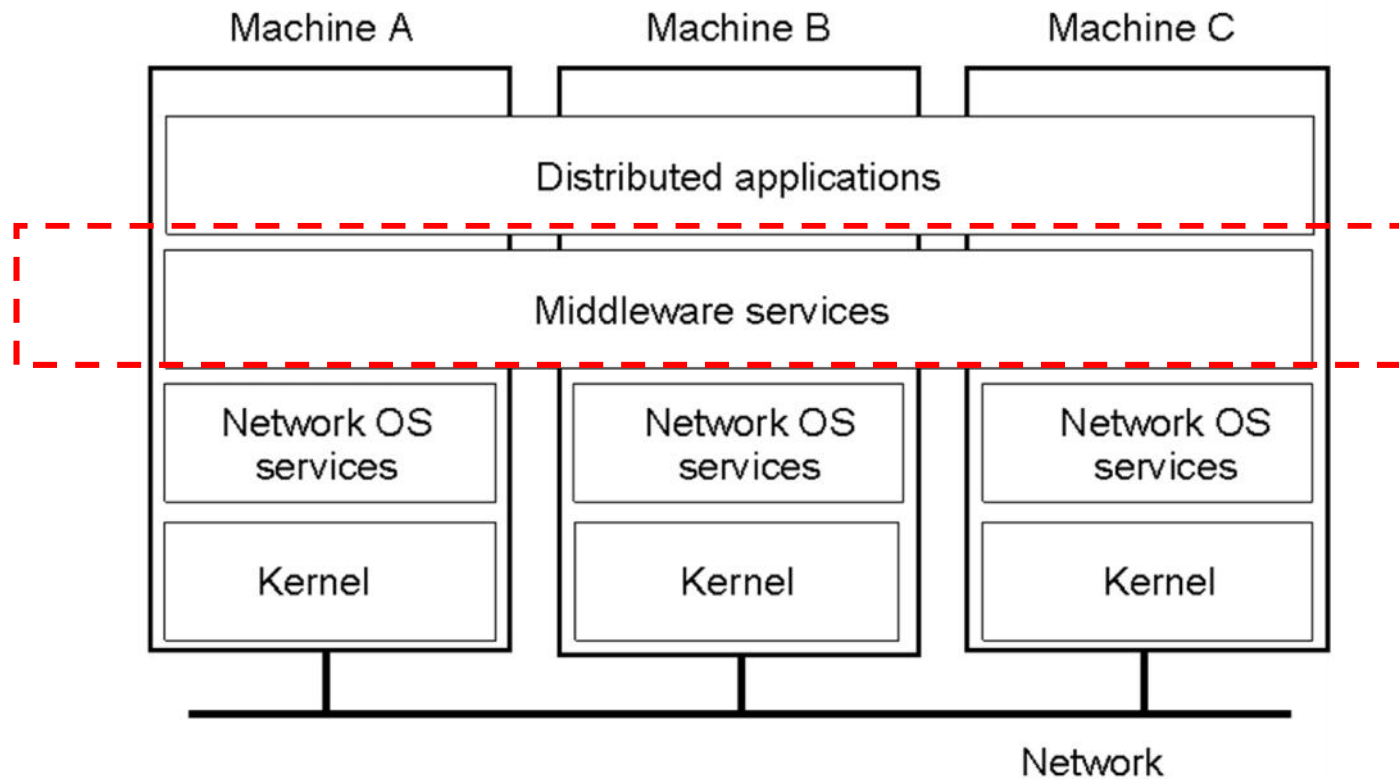 Machine A
Machine B
Machine C
Distributed applications
Middleware services
Network OS
services
Network OS
services
Network OS
services
Kernel
Kernel
Kernel
Network